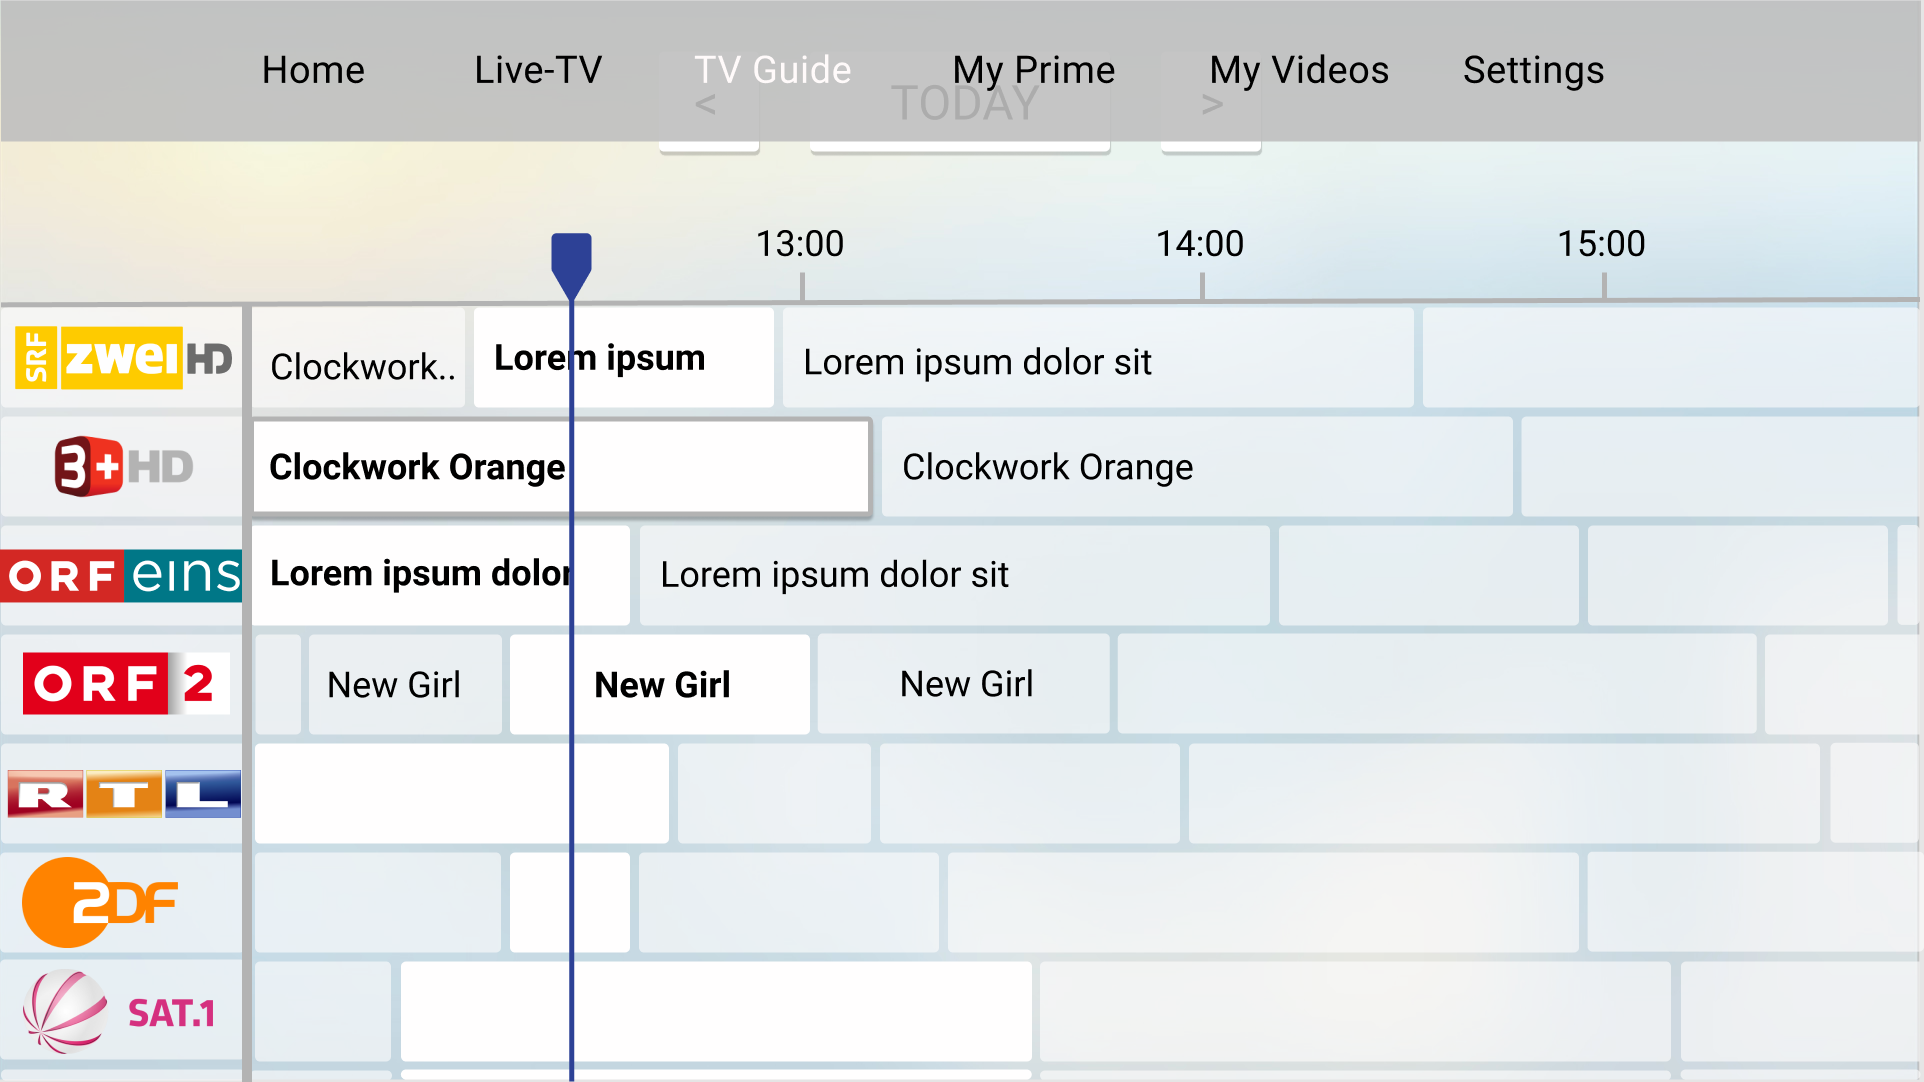 Home Live-TV TV Guide My Prime My Videos Settings
< TODAY >
13:00 14:00 15:00
SRF zwei HD Clockwork.. Lorem ipsum Lorem ipsum dolor sit
3+ HD Clockwork Orange Clockwork Orange
ORF eins Lorem ipsum dolor Lorem ipsum dolor sit
ORF 2 New Girl New Girl New Girl
RTL
2DF
SAT.1